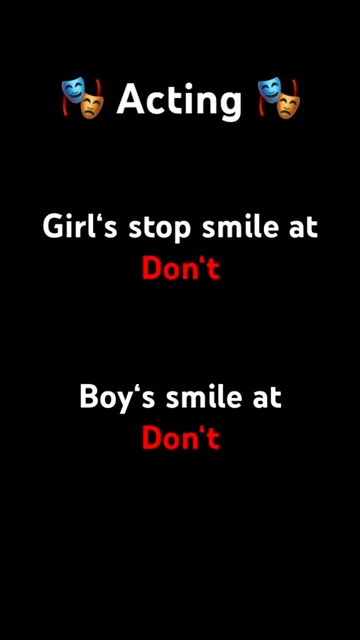 🎭 Acting 🎭
Girl‘s stop smile at
Don‘t
Boy‘s smile at
Don‘t